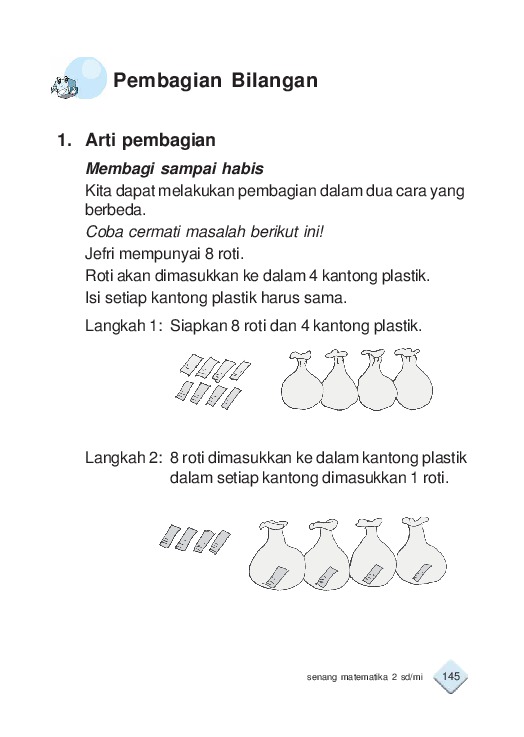 Pembagian Bilangan
1. Arti pembagian
Membagi sampai habis
Kita dapat melakukan pembagian dalam dua cara yang
berbeda.
Coba cermati masalah berikut ini!
Jefri mempunyai 8 roti.
Roti akan dimasukkan ke dalam 4 kantong plastik.
Isi setiap kantong plastik harus sama.
Langkah 1: Siapkan 8 roti dan 4 kantong plastik.
Langkah 2: 8 roti dimasukkan ke dalam kantong plastik
dalam setiap kantong dimasukkan 1 roti.
senang matematika 2 sd/mi 145